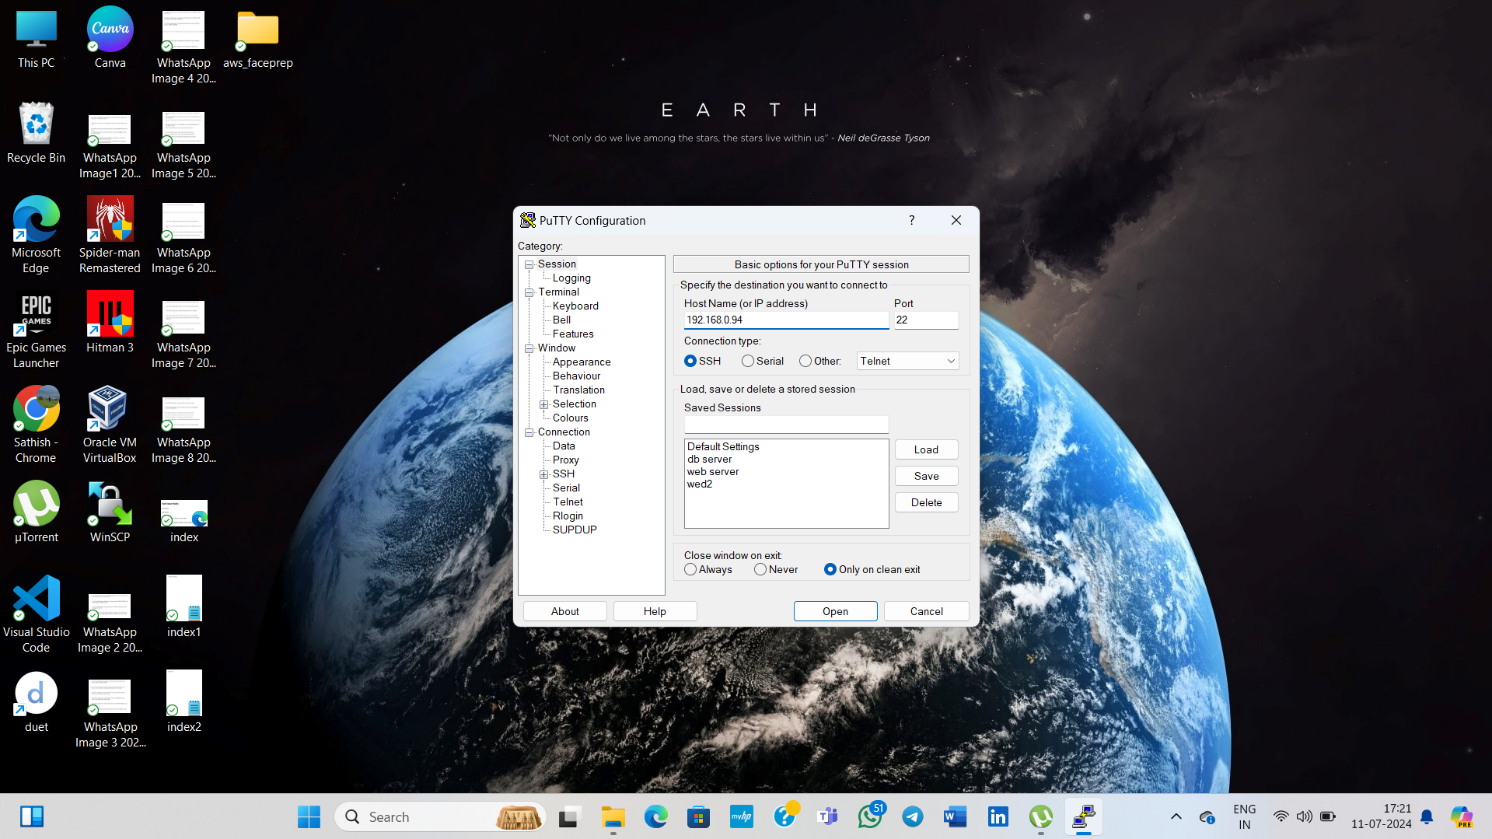 This PC
Canva
Canva
WhatsApp
Image 4 20...
aws_faceprep
Recycle Bin
WhatsApp
Image1 20...
WhatsApp
Image 5 20...
Microsoft
Edge
Spider-man
Remastered
WhatsApp
Image 6 20...
EPIC
GAMES
Epic Games
Launcher
Hitman 3
WhatsApp
Image 7 20...
Sathish -
Chrome
Oracle VM
VirtualBox
WhatsApp
Image 8 20...
µTorrent
WinSCP
index
Visual Studio
Code
WhatsApp
Image 2 20...
index1
d
duet
WhatsApp
Image 3 202...
index2
EARTH
"Not only do we live among the stars, the stars live within us" - Neil deGrasse Tyson
PuTTY Configuration
?
Category:
Session
Logging
Terminal
Keyboard
Bell
Features
Window
Appearance
Behaviour
Translation
Selection
Colours
Connection
Data
Proxy
SSH
Serial
Telnet
Rlogin
SUPDUP
Basic options for your PuTTY session
Specify the destination you want to connect to
Host Name (or IP address) Port
192.168.0.94 22
Connection type:
SSH Serial Other: Telnet
Load, save or delete a stored session
Saved Sessions
Default Settings
db server
web server
wed2
Load
Save
Delete
Close window on exit:
Always Never Only on clean exit
About Help Open Cancel
Search
myhp
51
ENG
IN
17:21
11-07-2024
PRE